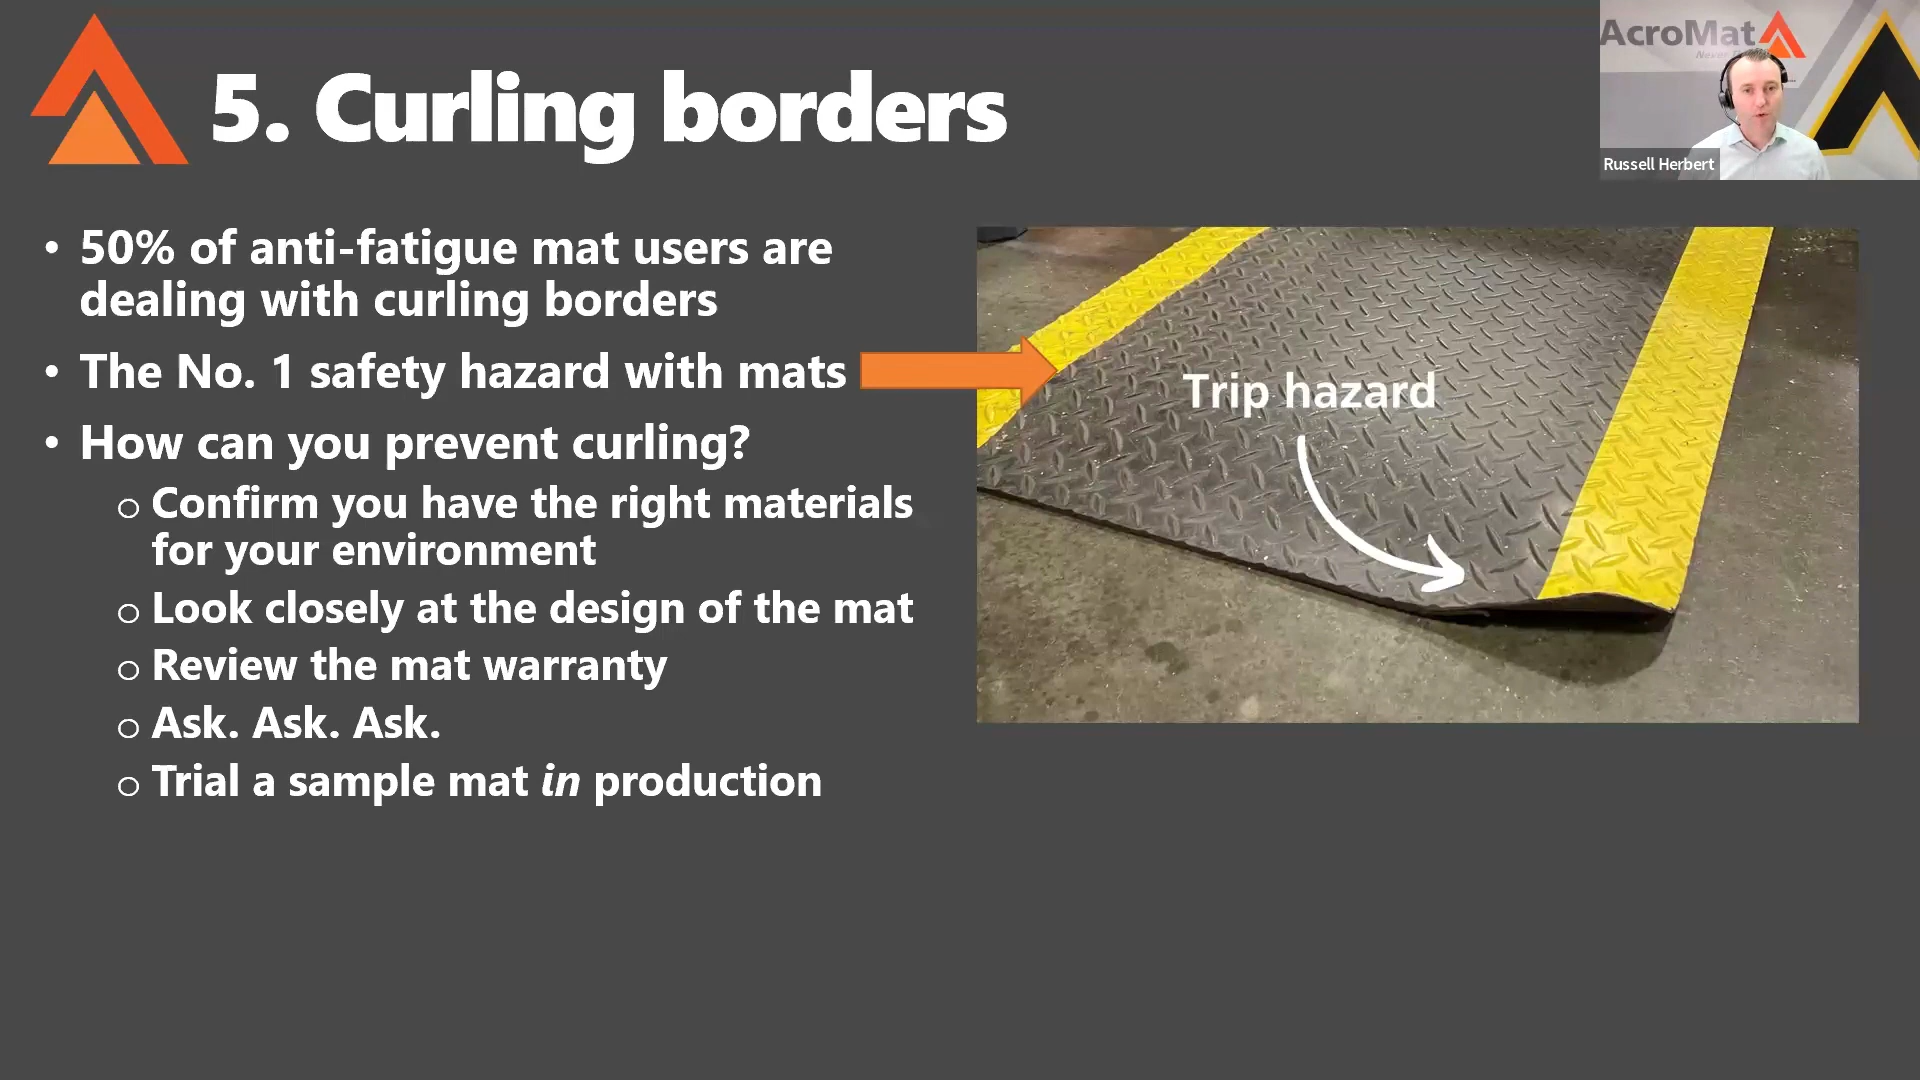 5. Curling borders
AcroMat
Russell Herbert
• 50% of anti-fatigue mat users are
dealing with curling borders
• The No. 1 safety hazard with mats
• How can you prevent curling?
o Confirm you have the right materials
for your environment
o Look closely at the design of the mat
o Review the mat warranty
o Ask. Ask. Ask.
o Trial a sample mat in production
Trip hazard